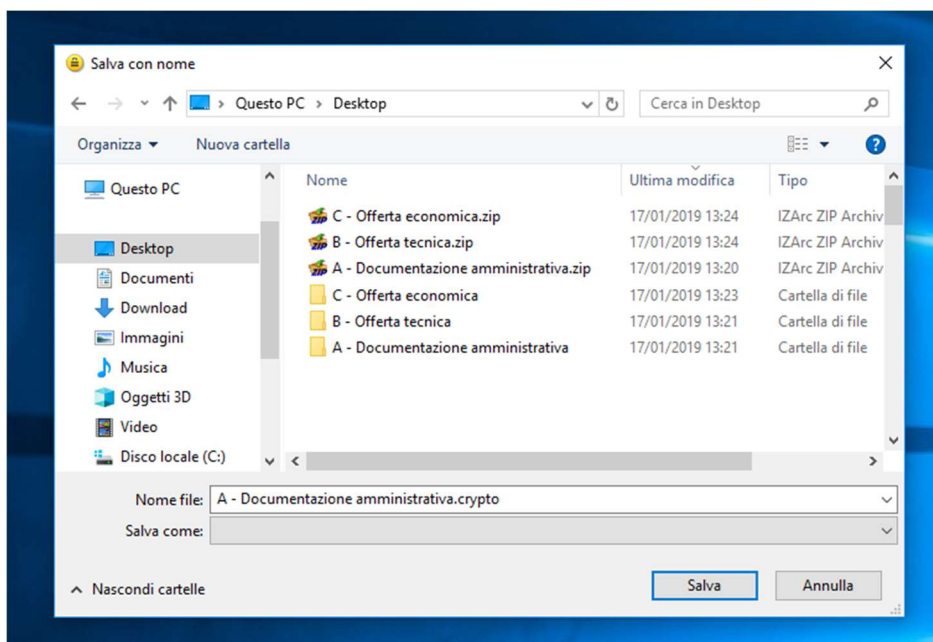 Salva con nome
Questo PC > Desktop
Cerca in Desktop
Organizza
Nuova cartella
Questo PC
Desktop
Documenti
Download
Immagini
Musica
Oggetti 3D
Video
Disco locale (C:)
Nome Ultima modifica Tipo
C - Offerta economica.zip 17/01/2019 13:24 IZArc ZIP Archiv
B - Offerta tecnica.zip 17/01/2019 13:24 IZArc ZIP Archiv
A - Documentazione amministrativa.zip 17/01/2019 13:20 IZArc ZIP Archiv
C - Offerta economica 17/01/2019 13:23 Cartella di file
B - Offerta tecnica 17/01/2019 13:21 Cartella di file
A - Documentazione amministrativa 17/01/2019 13:21 Cartella di file
Nome file: A - Documentazione amministrativa.crypto
Salva come:
Nascondi cartelle
Salva
Annulla